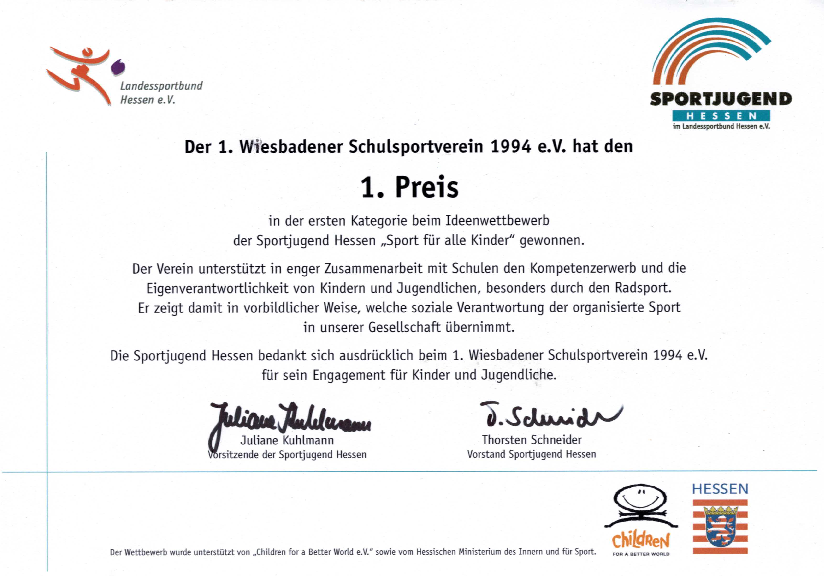 Landessportbund
Hessen e.V.
SPORTJUGEND
HESSEN
im Landessportbund Hessen e.V.
Der 1. Wiesbadener Schulsportverein 1994 e.V. hat den
1. Preis
in der ersten Kategorie beim Ideenwettbewerb
der Sportjugend Hessen „Sport für alle Kinder“ gewonnen.
Der Verein unterstützt in enger Zusammenarbeit mit Schulen den Kompetenzerwerb und die
Eigenverantwortlichkeit von Kindern und Jugendlichen, besonders durch den Radsport.
Er zeigt damit in vorbildlicher Weise, welche soziale Verantwortung der organisierte Sport
in unserer Gesellschaft übernimmt.
Die Sportjugend Hessen bedankt sich ausdrücklich beim 1. Wiesbadener Schulsportverein 1994 e.V.
für sein Engagement für Kinder und Jugendliche.
Juliane Kuhlmann
T. Schneider
Juliane Kuhlmann
Vorsitzende der Sportjugend Hessen
Thorsten Schneider
Vorstand Sportjugend Hessen
HESSEN
ChildReN
FOR A BETTER WORLD
Der Wettbewerb wurde unterstützt von „Children for a Better World e.V.“ sowie vom Hessischen Ministerium des Innern und für Sport.